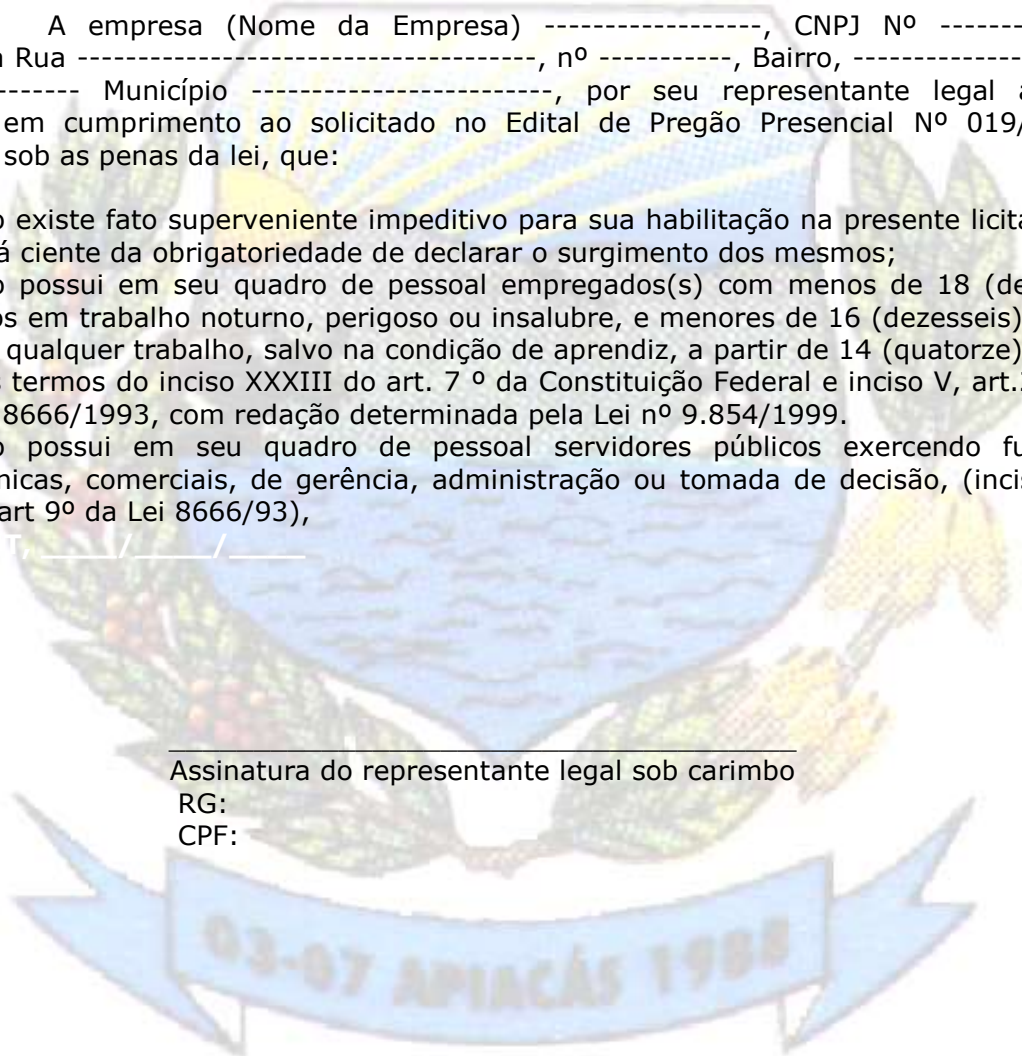 A empresa (Nome da Empresa) ------------------, CNPJ Nº -------
a Rua --------------------------------------, nº -----------, Bairro, --------------
------- Município -------------------------, por seu representante legal a
em cumprimento ao solicitado no Edital de Pregão Presencial Nº 019/
sob as penas da lei, que:
o existe fato superveniente impeditivo para sua habilitação na presente licita
á ciente da obrigatoriedade de declarar o surgimento dos mesmos;
o possui em seu quadro de pessoal empregados(s) com menos de 18 (de
os em trabalho noturno, perigoso ou insalubre, e menores de 16 (dezesseis)
qualquer trabalho, salvo na condição de aprendiz, a partir de 14 (quatorze)
s termos do inciso XXXIII do art. 7 º da Constituição Federal e inciso V, art.
8666/1993, com redação determinada pela Lei nº 9.854/1999.
o possui em seu quadro de pessoal servidores públicos exercendo fu
nicas, comerciais, de gerência, administração ou tomada de decisão, (incis
art 9º da Lei 8666/93),
T, _____/_____/_____
Assinatura do representante legal sob carimbo
RG:
CPF:
03-07 APIACÁS 1988